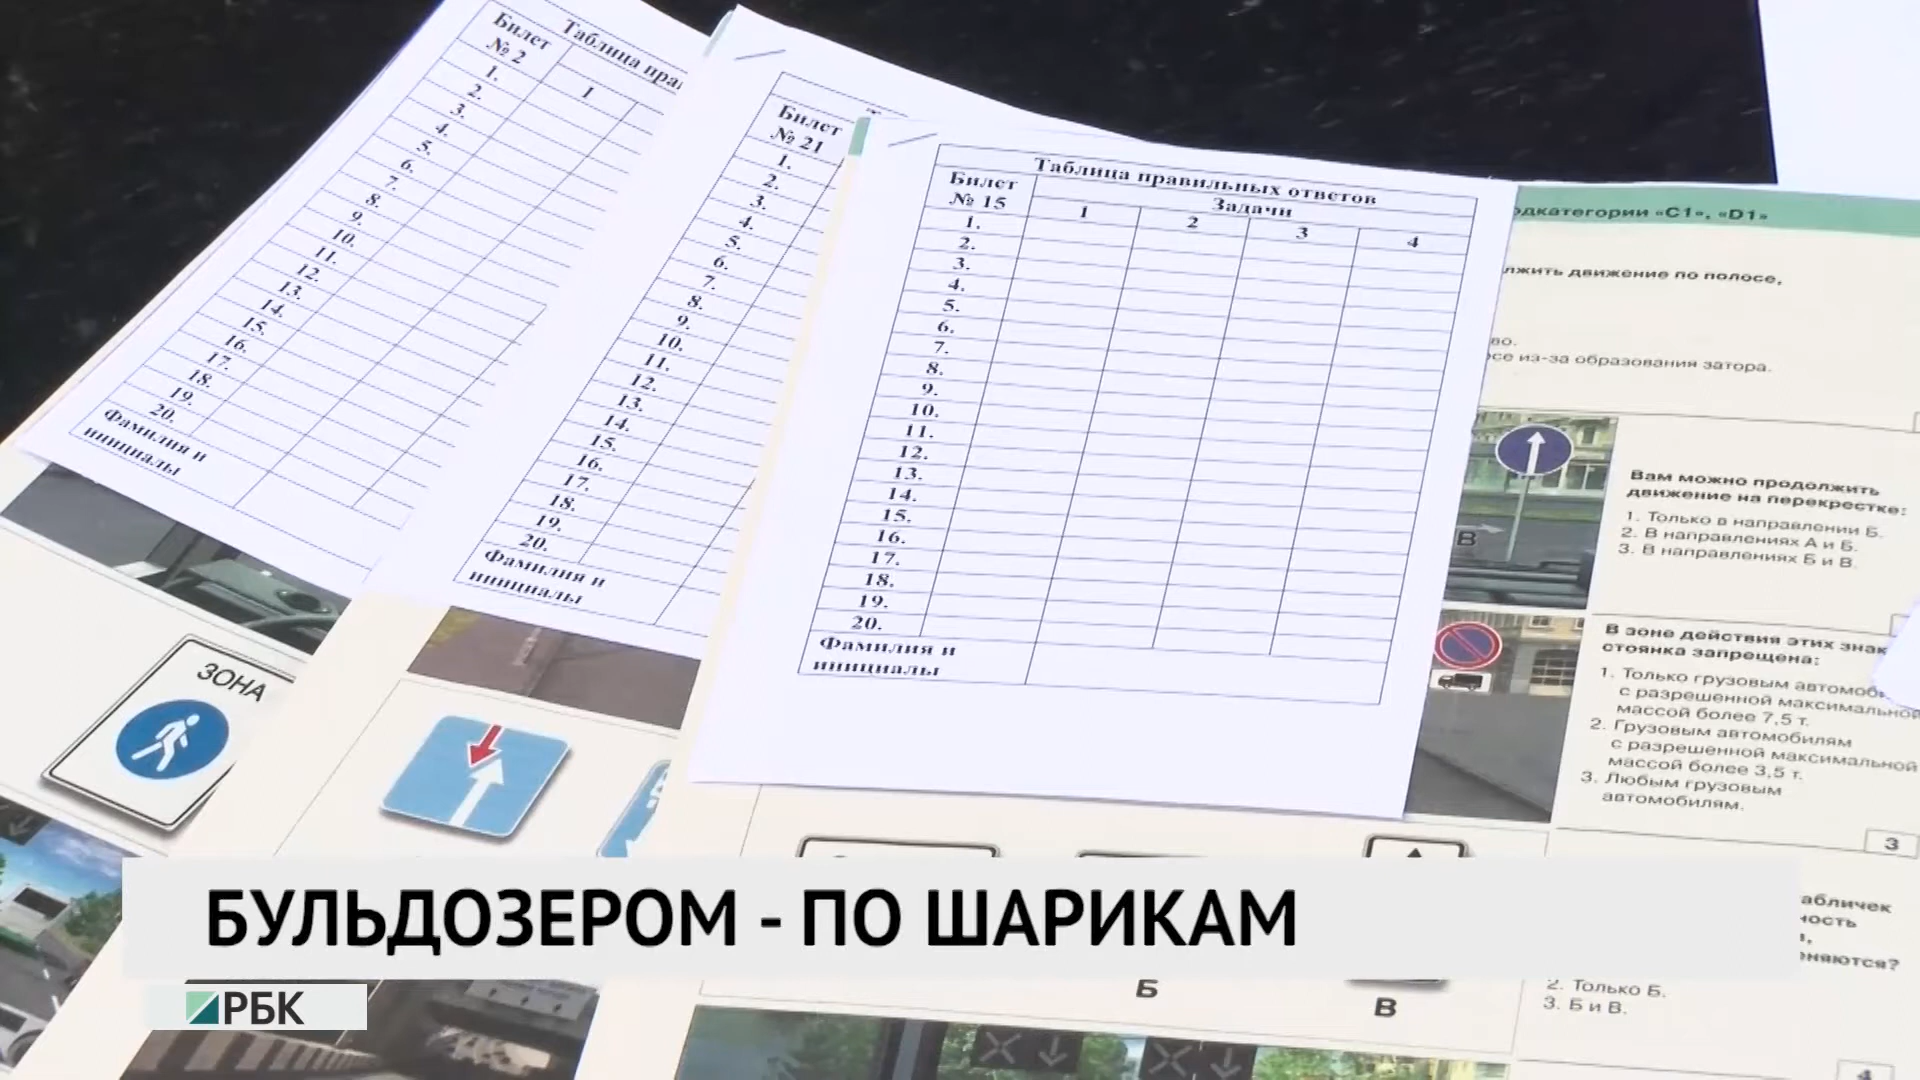 Билет
№ 2
Таблица
1
1.
2.
3.
4.
5.
6.
7.
8.
9.
10.
11.
12.
13.
14.
15.
16.
17.
18.
19.
20.
Фамилия и
инициалы
Билет
№ 21
1.
2.
3.
4.
5.
6.
7.
8.
9.
10.
11.
12.
13.
14.
15.
16.
17.
18.
19.
20.
Фамилия и
инициалы
Таблица правильных ответов
Билет
№ 15
Задачи
1 2 3 4
1.
2.
3.
4.
5.
6.
7.
8.
9.
10.
11.
12.
13.
14.
15.
16.
17.
18.
19.
20.
Фамилия и
инициалы
«C1», «D1»
движение по полосе,
из-за образования затора.
В
Вам можно продолжить
движение на перекрестке:
1. Только в направлении Б.
2. В направлениях А и Б.
3. В направлениях Б и В.
В зоне действия этих
стоянка запрещена:
1. Только грузовым
с разрешенной максимальной
массой более 7,5 т.
2. Грузовым автомобилям
с разрешенной максимальной
массой более 3,5 т.
3. Любым грузовым
автомобилям.
3
2. Только Б.
3. Б и В.
4
ЗОНА
Б
В
БУЛЬДОЗЕРОМ - ПО ШАРИКАМ
РБК